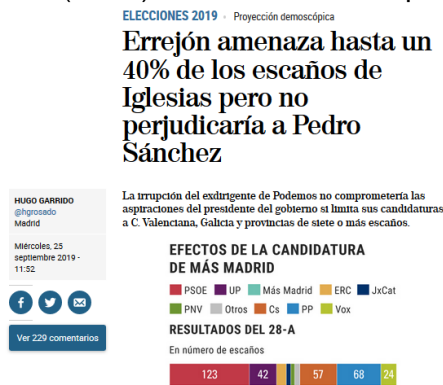 ELECCIONES 2019 · Proyección demoscópica
Errejón amenaza hasta un
40% de los escaños de
Iglesias pero no
perjudicaría a Pedro
Sánchez
HUGO GARRIDO
@hgrosado
Madrid
Miércoles, 25
septiembre 2019 -
11:52
Ver 229 comentarios
La irrupción del exdirigente de Podemos no comprometería las
aspiraciones del presidente del gobierno si limita sus candidaturas
a C. Valenciana, Galicia y provincias de siete o más escaños.
EFECTOS DE LA CANDIDATURA
DE MÁS MADRID
PSOE UP Más Madrid ERC JxCat
PNV Otros Cs PP Vox
RESULTADOS DEL 28-A
En número de escaños
123 42 57 68 24